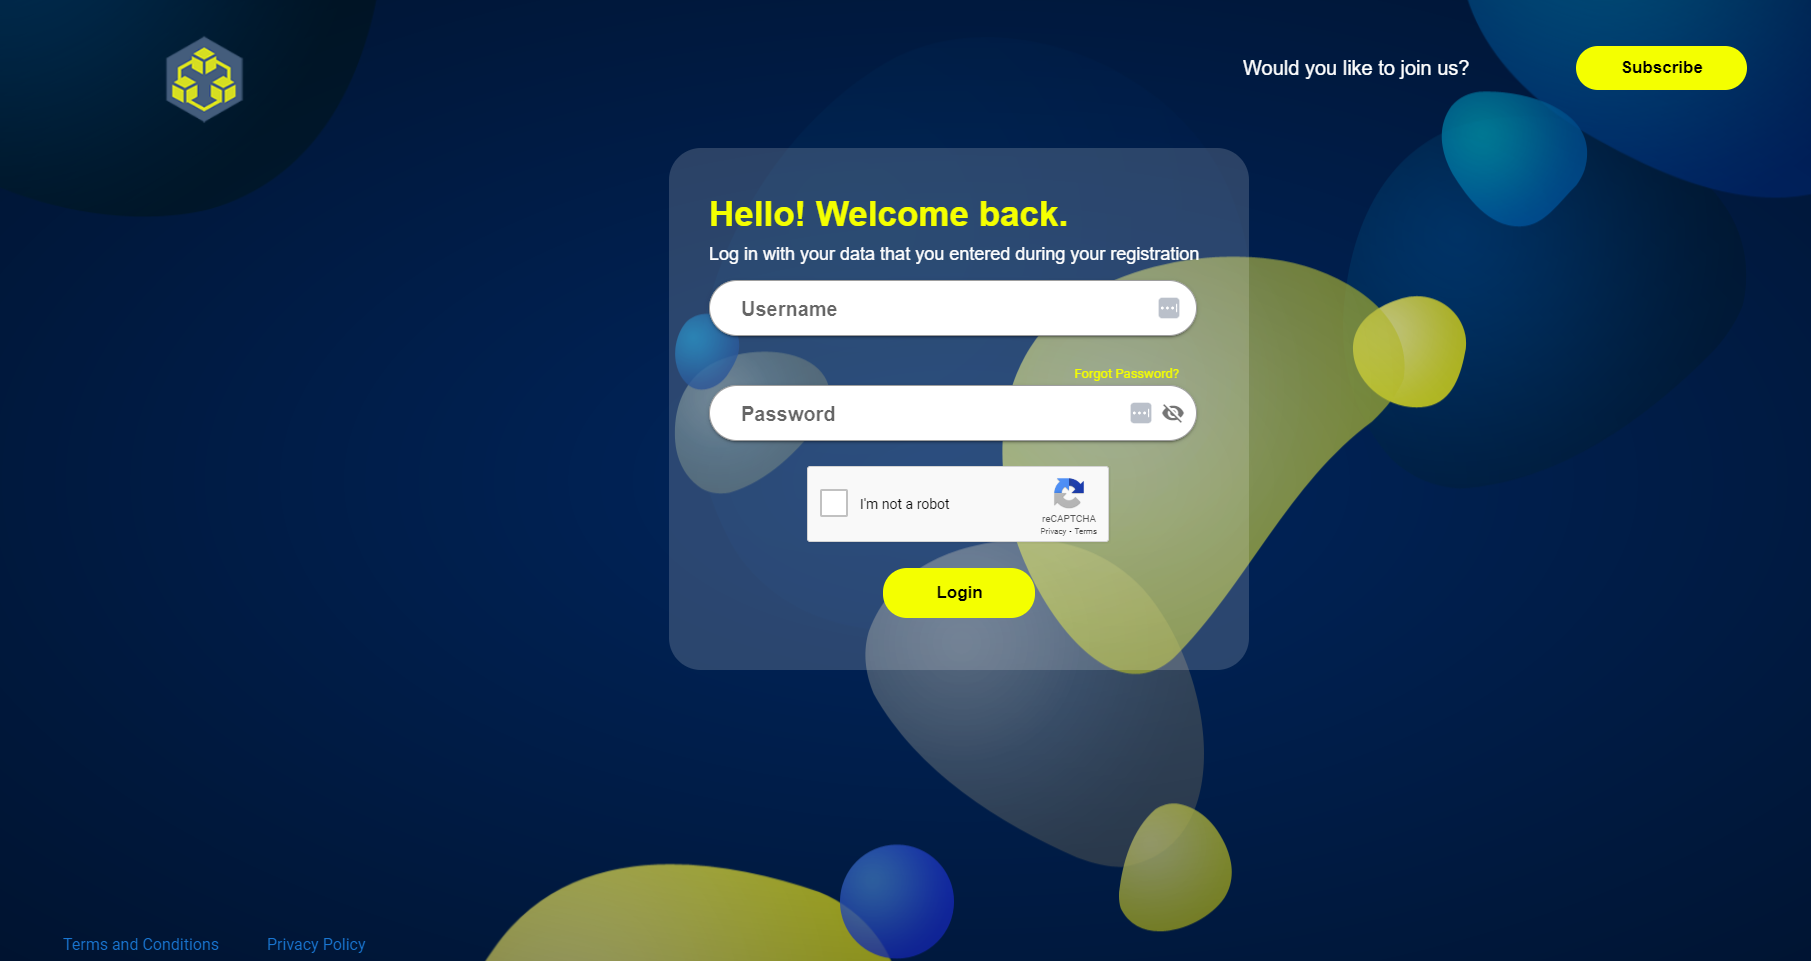 Would you like to join us?
Subscribe
Hello! Welcome back.
Log in with your data that you entered during your registration
Username
Forgot Password?
Password
I'm not a robot
reCAPTCHA
Privacy - Terms
Login
Terms and Conditions
Privacy Policy